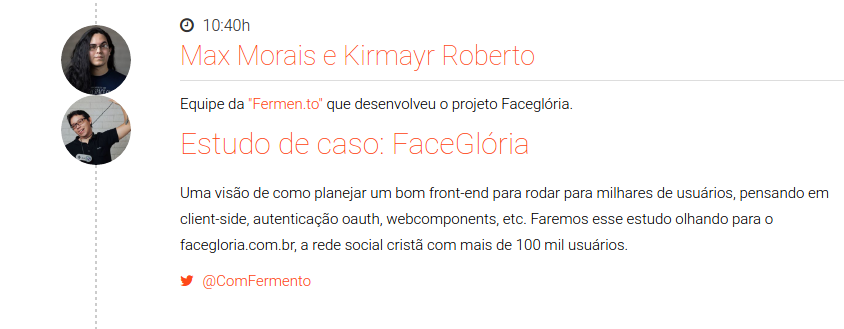 10:40h
Max Morais e Kirmayr Roberto
Equipe da "Fermen.to" que desenvolveu o projeto Faceglória.
Estudo de caso: FaceGlória
Uma visão de como planejar um bom front-end para rodar para milhares de usuários, pensando em
client-side, autenticação oauth, webcomponents, etc. Faremos esse estudo olhando para o
facegloria.com.br, a rede social cristã com mais de 100 mil usuários.
@ComFermento